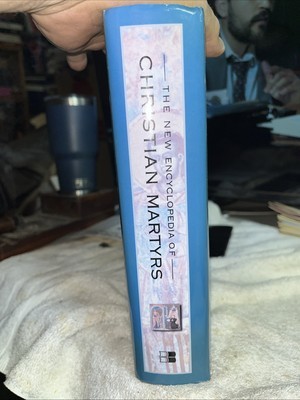 THE NEW ENCYCLOPEDIA OF
CHRISTIAN MARTYRS